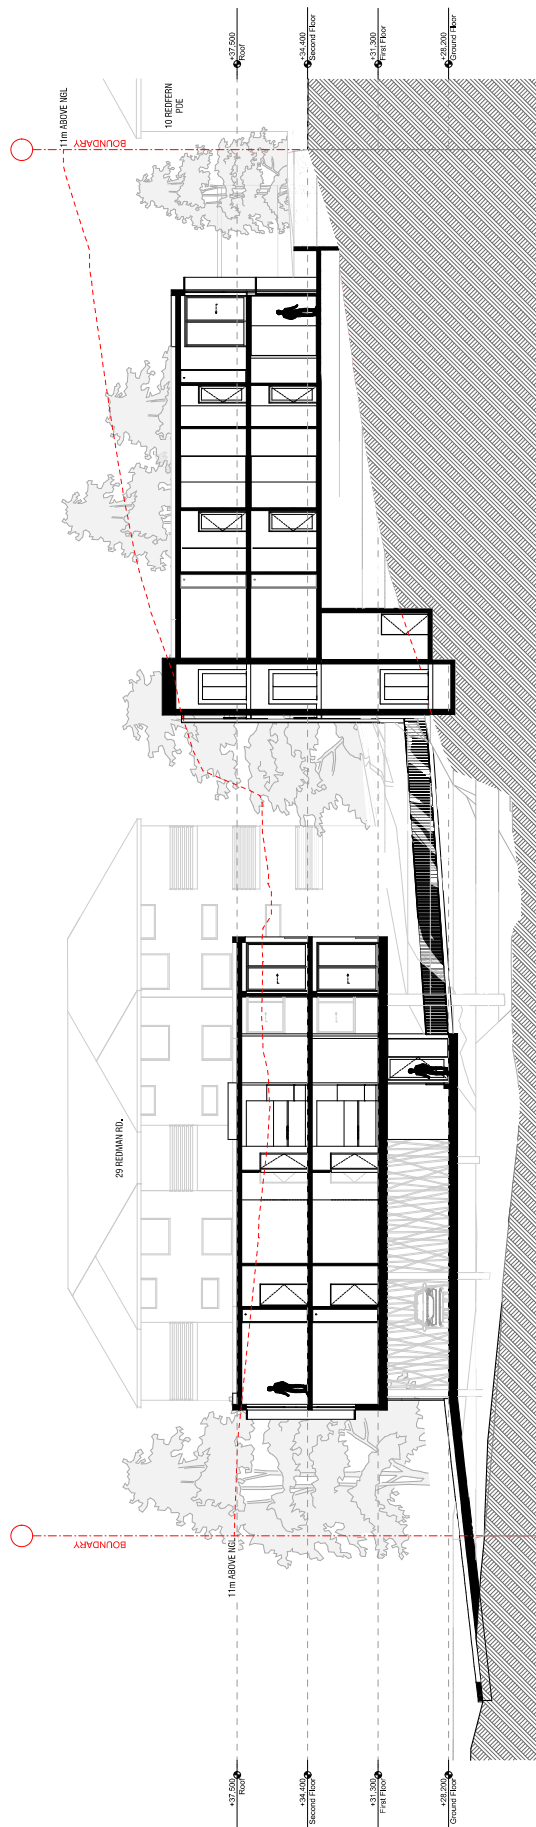 +37,500
Roof
+34,400
Second Floor
+31,300
First Floor
+28,200
Ground Floor
11m ABOVE NGL
BOUNDARY
10 REDFERN
PDE
29 REDMAN RD.
11m ABOVE NGL
BOUNDARY
+37,500
Roof
+34,400
Second Floor
+31,300
First Floor
+28,200
Ground Floor